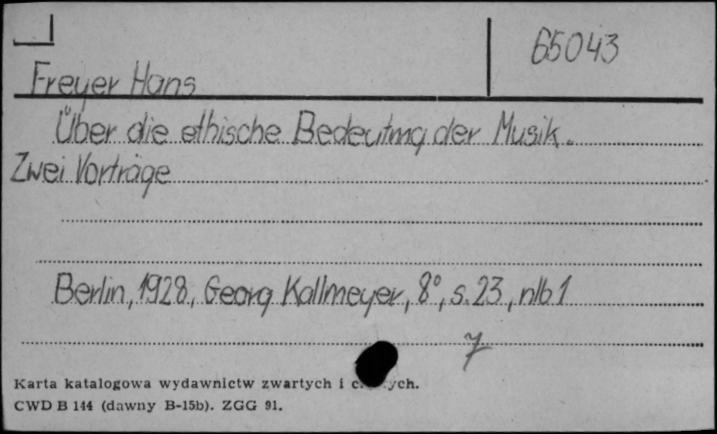 65043
Freyer Hans
Über die ethische Bedeutung der Musik.
Zwei Vorträge
Berlin, 1928, Georg Kallmeyer, 8°, s. 23, nlb 1
7
Karta katalogowa wydawnictw zwartych i
CWD B 144 (dawny B-15b). ZGG 91.